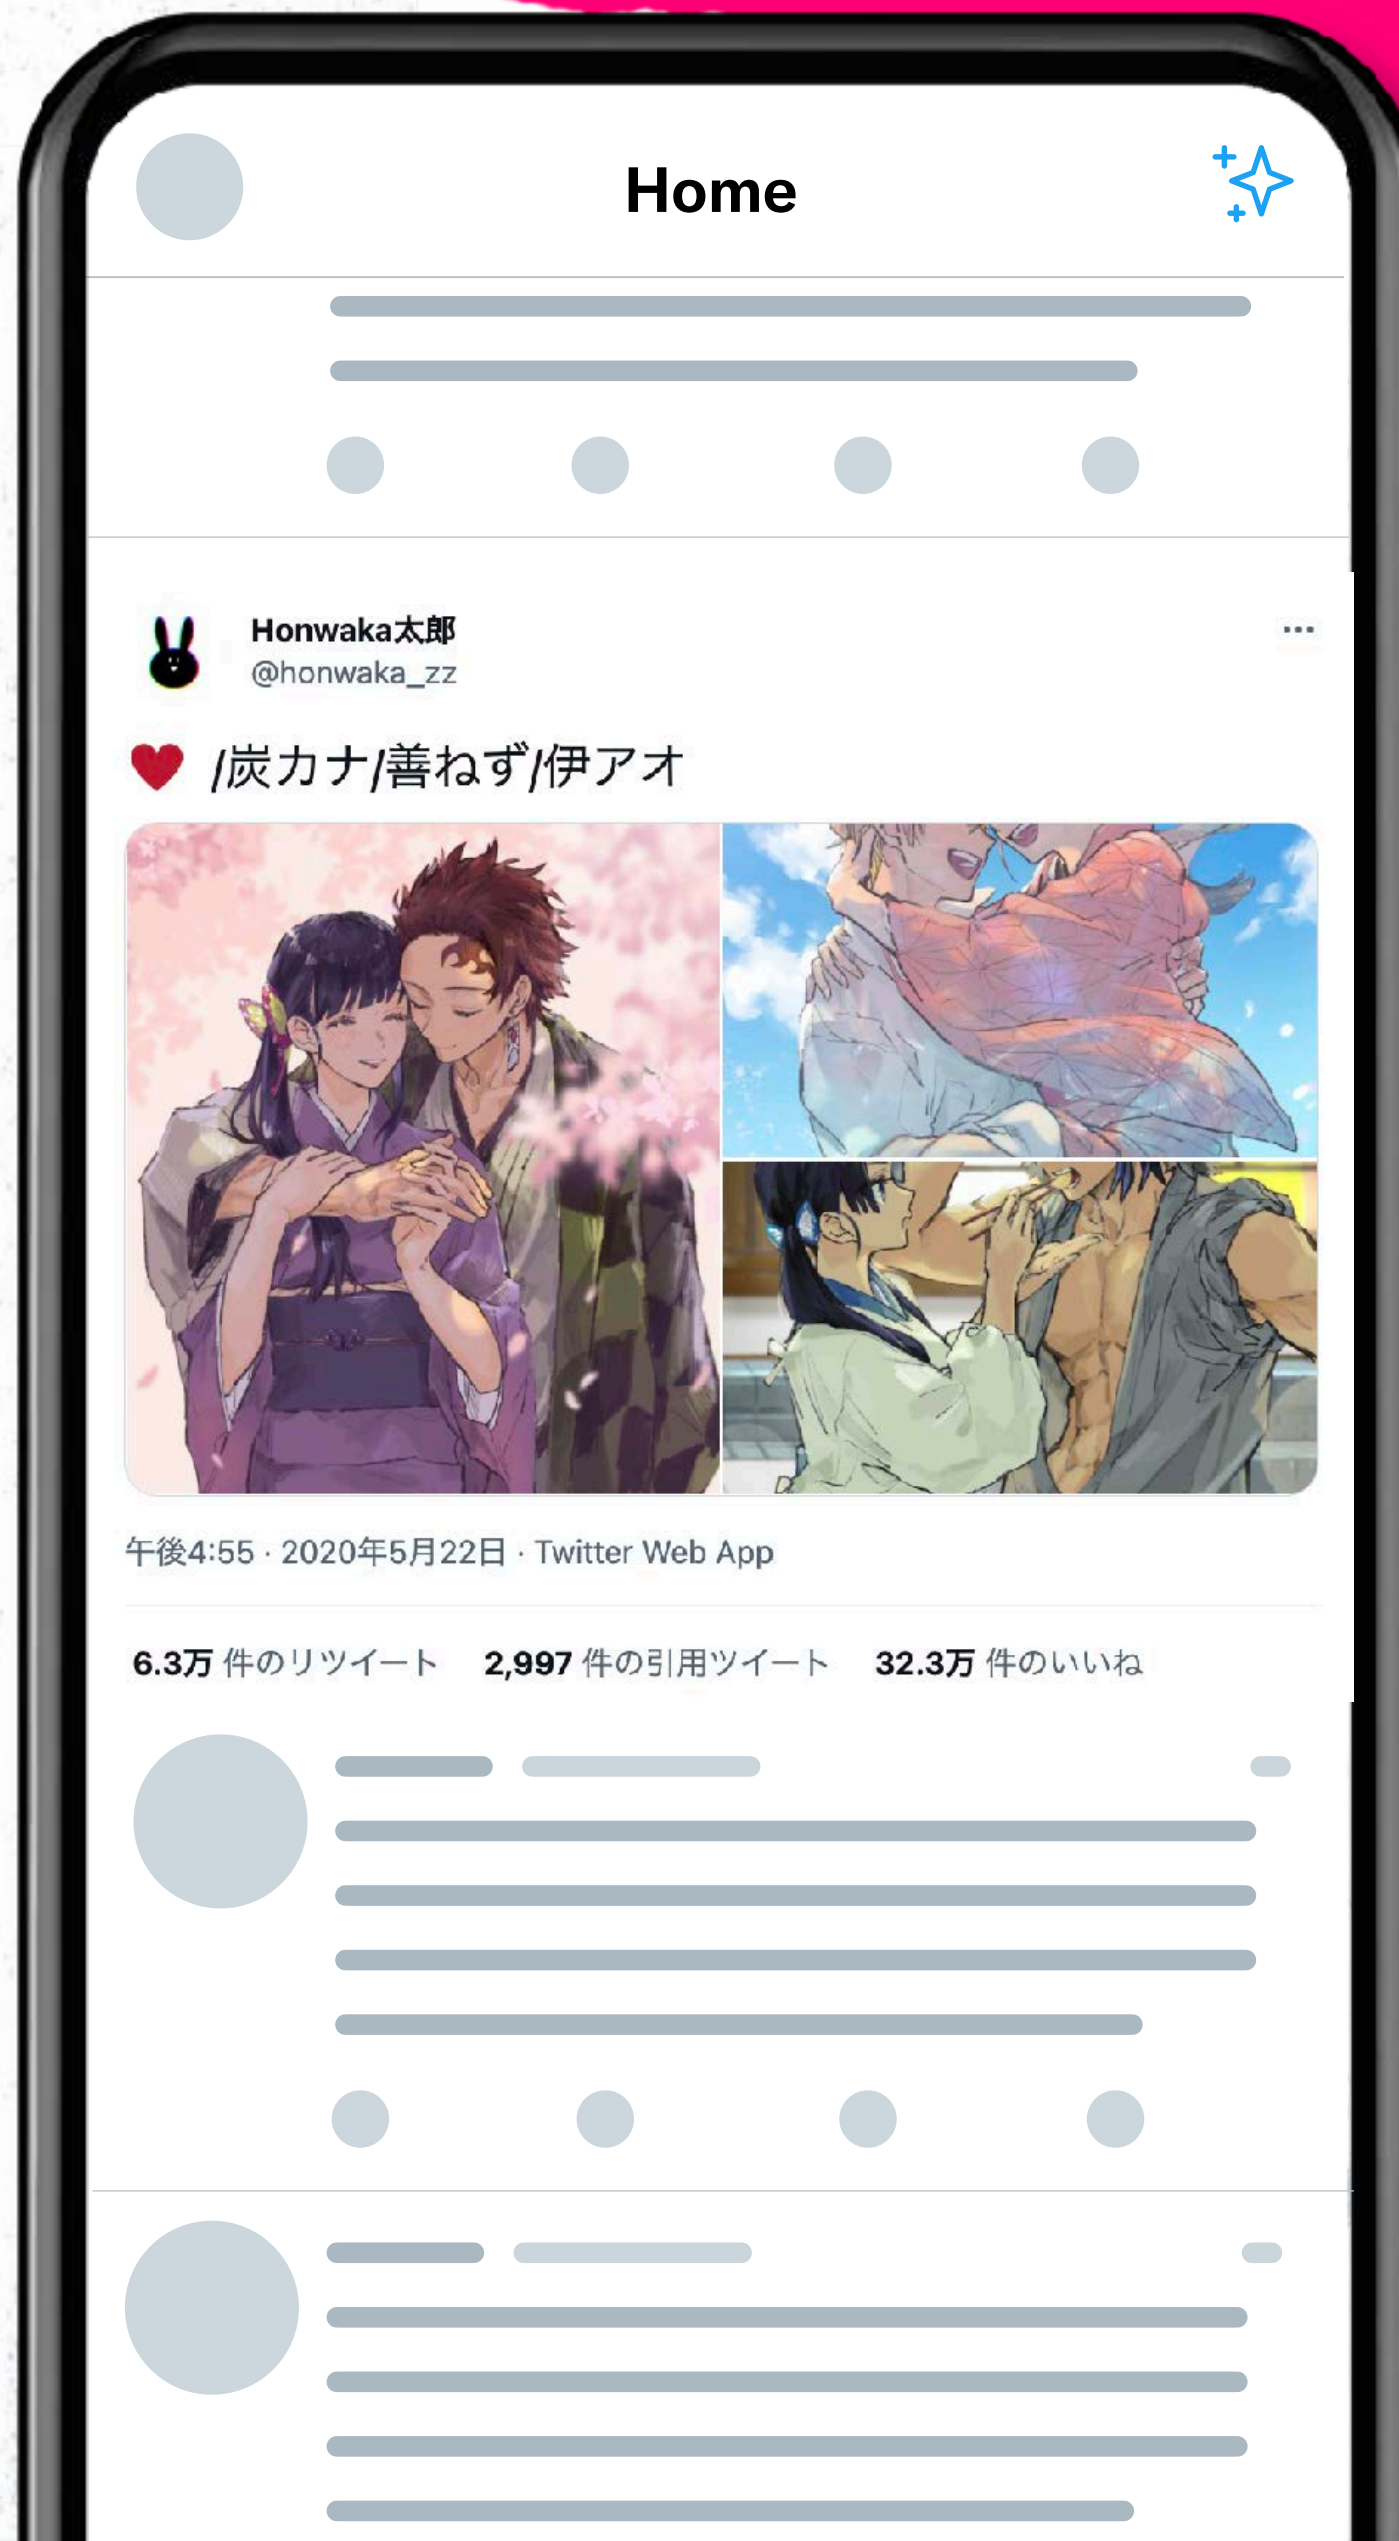 Home
Honwaka太郎
@honwaka_zz
❤️ /炭カナ/善ねず/伊アオ
午後4:55 · 2020年5月22日 · Twitter Web App
6.3万 件のリツイート 2,997 件の引用ツイート 32.3万 件のいいね